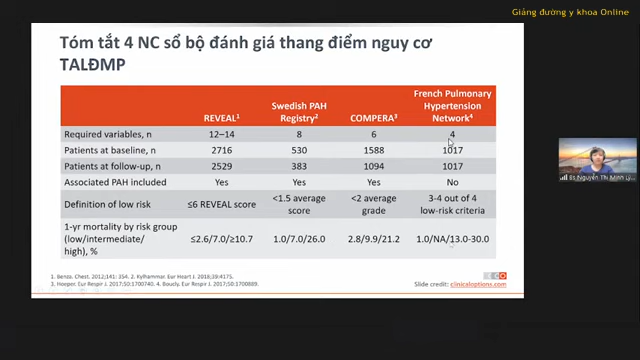 Giảng đường y khoa Online
Tóm tắt 4 NC sổ bộ đánh giá thang điểm nguy cơ
TALĐMP
REVEAL¹ Swedish PAH Registry² COMPERA³ French Pulmonary Hypertension Network⁴
Required variables, n 12–14 8 6 4
Patients at baseline, n 2716 530 1588 1017
Patients at follow-up, n 2529 383 1094 1017
Associated PAH included Yes Yes Yes No
Definition of low risk ≤6 REVEAL score <1.5 average score <2 average grade 3-4 out of 4 low-risk criteria
1-yr mortality by risk group (low/intermediate/ high), % ≤2.6/7.0/≥10.7 1.0/7.0/26.0 2.8/9.9/21.2 1.0/NA/13.0-30.0
1. Benza. Chest. 2012;141: 354. 2. Kylhammar. Eur Heart J. 2018;39:4175.
3. Hoeper. Eur Respir J. 2017;50:1700740. 4. Boucly. Eur Respir J. 2017;50:1700889.
CCO
Slide credit: clinicaloptions.com
Bs Nguyễn Thị Minh Lý...